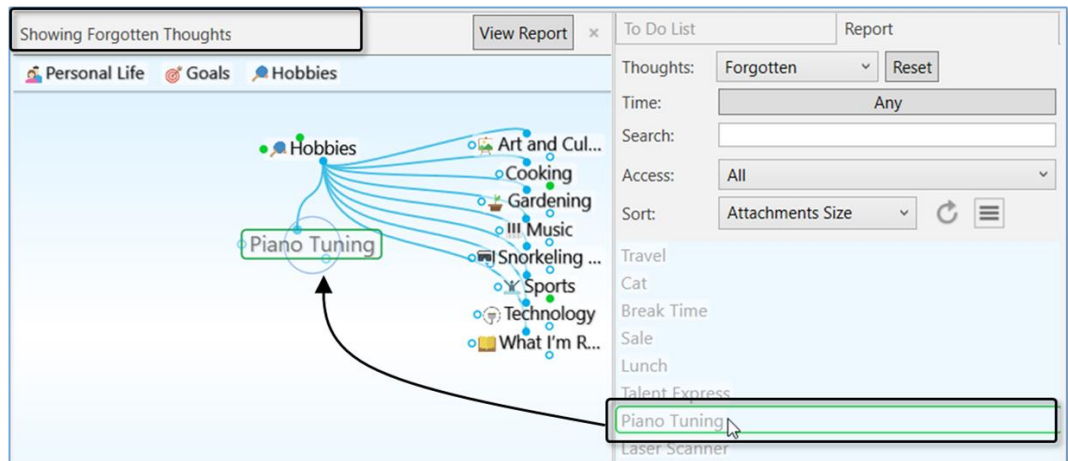 Showing Forgotten Thoughts
View Report
×
Personal Life Goals Hobbies
Hobbies
Piano Tuning
Art and Cul...
Cooking
Gardening
Music
Snorkeling ...
Sports
Technology
What I'm R...
To Do List
Report
Thoughts: Forgotten Reset
Time: Any
Search:
Access: All
Sort: Attachments Size
Travel
Cat
Break Time
Sale
Lunch
Talent Express
Piano Tuning
Laser Scanner